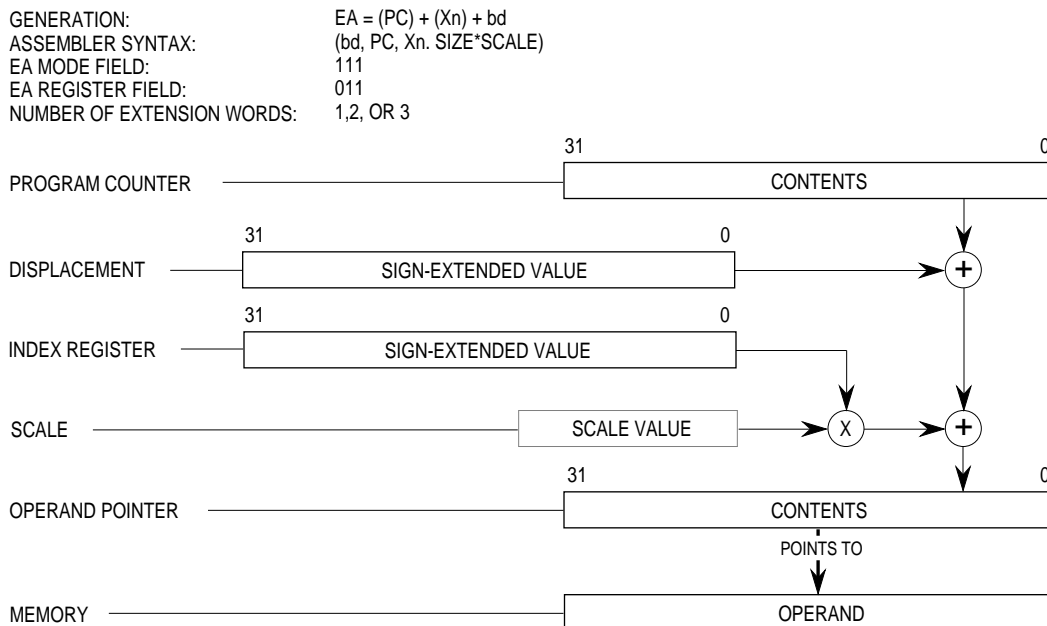 GENERATION: EA = (PC) + (Xn) + bd
ASSEMBLER SYNTAX: (bd, PC, Xn. SIZE*SCALE)
EA MODE FIELD: 111
EA REGISTER FIELD: 011
NUMBER OF EXTENSION WORDS: 1,2, OR 3
31 0
PROGRAM COUNTER CONTENTS
31 0
DISPLACEMENT SIGN-EXTENDED VALUE +
31 0
INDEX REGISTER SIGN-EXTENDED VALUE
SCALE SCALE VALUE X +
31 0
OPERAND POINTER CONTENTS
POINTS TO
MEMORY OPERAND